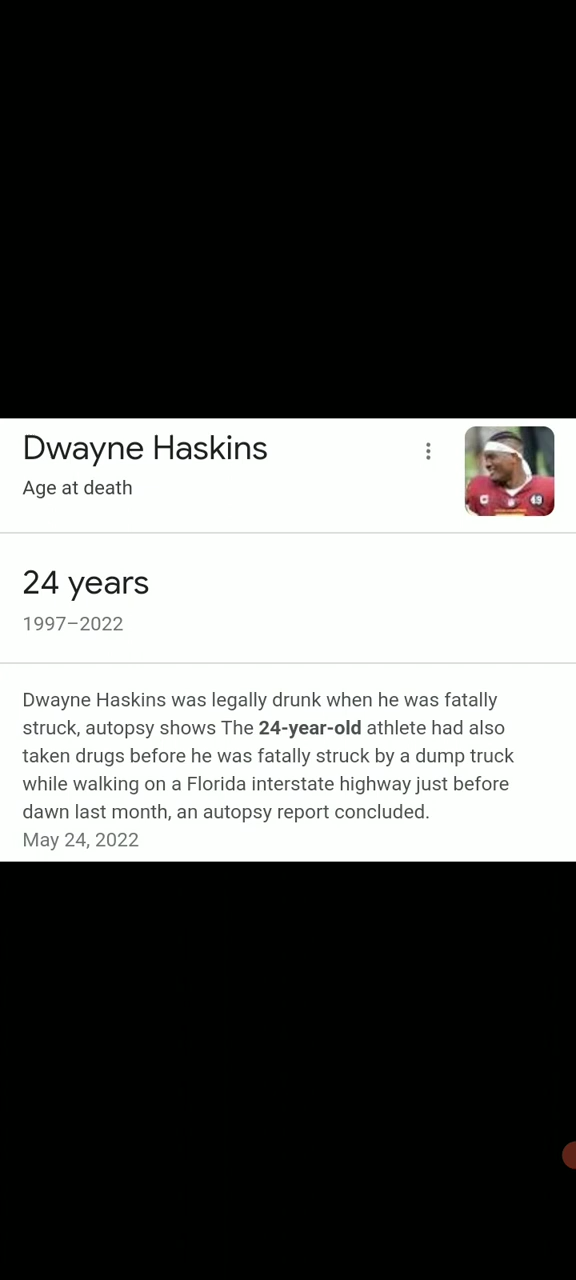 Dwayne Haskins
Age at death
24 years
1997–2022
Dwayne Haskins was legally drunk when he was fatally
struck, autopsy shows The 24-year-old athlete had also
taken drugs before he was fatally struck by a dump truck
while walking on a Florida interstate highway just before
dawn last month, an autopsy report concluded.
May 24, 2022